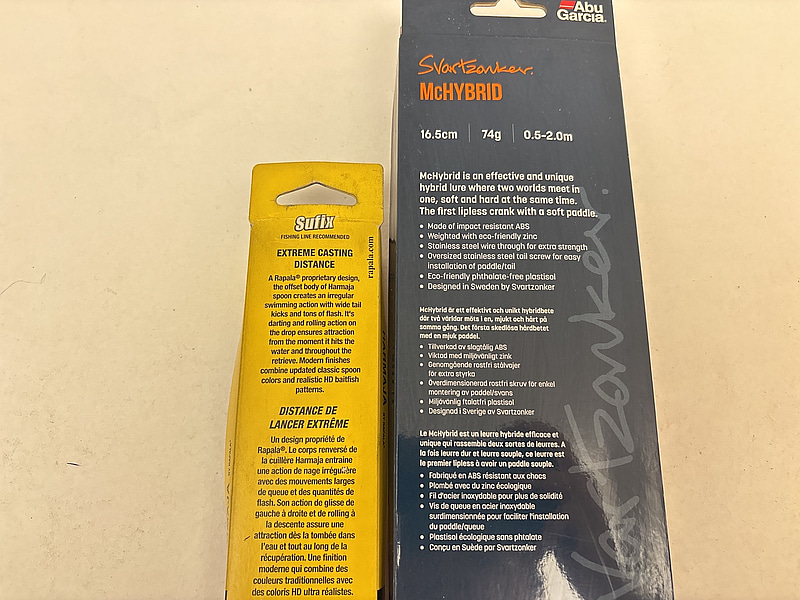 Sufix
FISHING LINE RECOMMENDED
EXTREME CASTING
DISTANCE
A Rapala® proprietary design,
the offset body of Harmaja
spoon creates an irregular
swimming action with wide tail
kicks and tons of flash. It's
darting and rolling action on
the drop ensures attraction
from the moment it hits the
water and throughout the
retrieve. Modern finishes
combine updated classic spoon
colors and realistic HD baitfish
patterns.
DISTANCE DE
LANCER EXTRÊME
Un design propriété de
Rapala®. Le corps renversé de
la cuillère Harmaja entraine
une action de nage irrégulière
avec des mouvements larges
de queue et des quantités de
flash. Son action de glisse de
gauche à droite et de rolling à
la descente assure une
attraction dès la tombée dans
l'eau et tout au long de la
récupération. Une finition
moderne qui combine des
couleurs traditionnelles avec
des coloris HD ultra réalistes.
rapala.com
Abu
Garcia®
Svartzonker.
McHYBRID
16.5cm 74g 0.5-2.0m
McHybrid is an effective and unique
hybrid lure where two worlds meet in
one, soft and hard at the same time.
The first lipless crank with a soft paddle.
• Made of impact resistant ABS
• Weighted with eco-friendly zinc
• Stainless steel wire through for extra strength
• Oversized stainless steel tail screw for easy
installation of paddle/tail
• Eco-friendly phthalate-free plastisol
• Designed in Sweden by Svartzonker
McHybrid är ett effektivt och unikt hybridbete
där två världar möts i en, mjukt och hårt på
samma gång. Det första skedlösa hårdbetet
med en mjuk paddel.
• Tillverkad av slagtålig ABS
• Viktad med miljövänligt zink
• Genomgående rostfri stålvajer
för extra styrka
• Överdimensionerad rostfri skruv för enkel
montering av paddel/svans
• Miljövänlig ftalatfri plastisol
• Designad i Sverige av Svartzonker
Le McHybrid est un leurre hybride efficace et
unique qui rassemble deux sortes de leurres. A
la fois leurre dur et leurre souple, ce leurre est
le premier lipless à avoir un paddle souple.
• Fabriqué en ABS résistant aux chocs
• Plombé avec du zinc écologique
• Fil d'acier inoxydable pour plus de solidité
• Vis de queue en acier inoxydable
surdimensionnée pour faciliter l'installation
du paddle/queue
• Plastisol écologique sans phtalate
• Conçu en Suède par Svartzonker
Svartzonker.